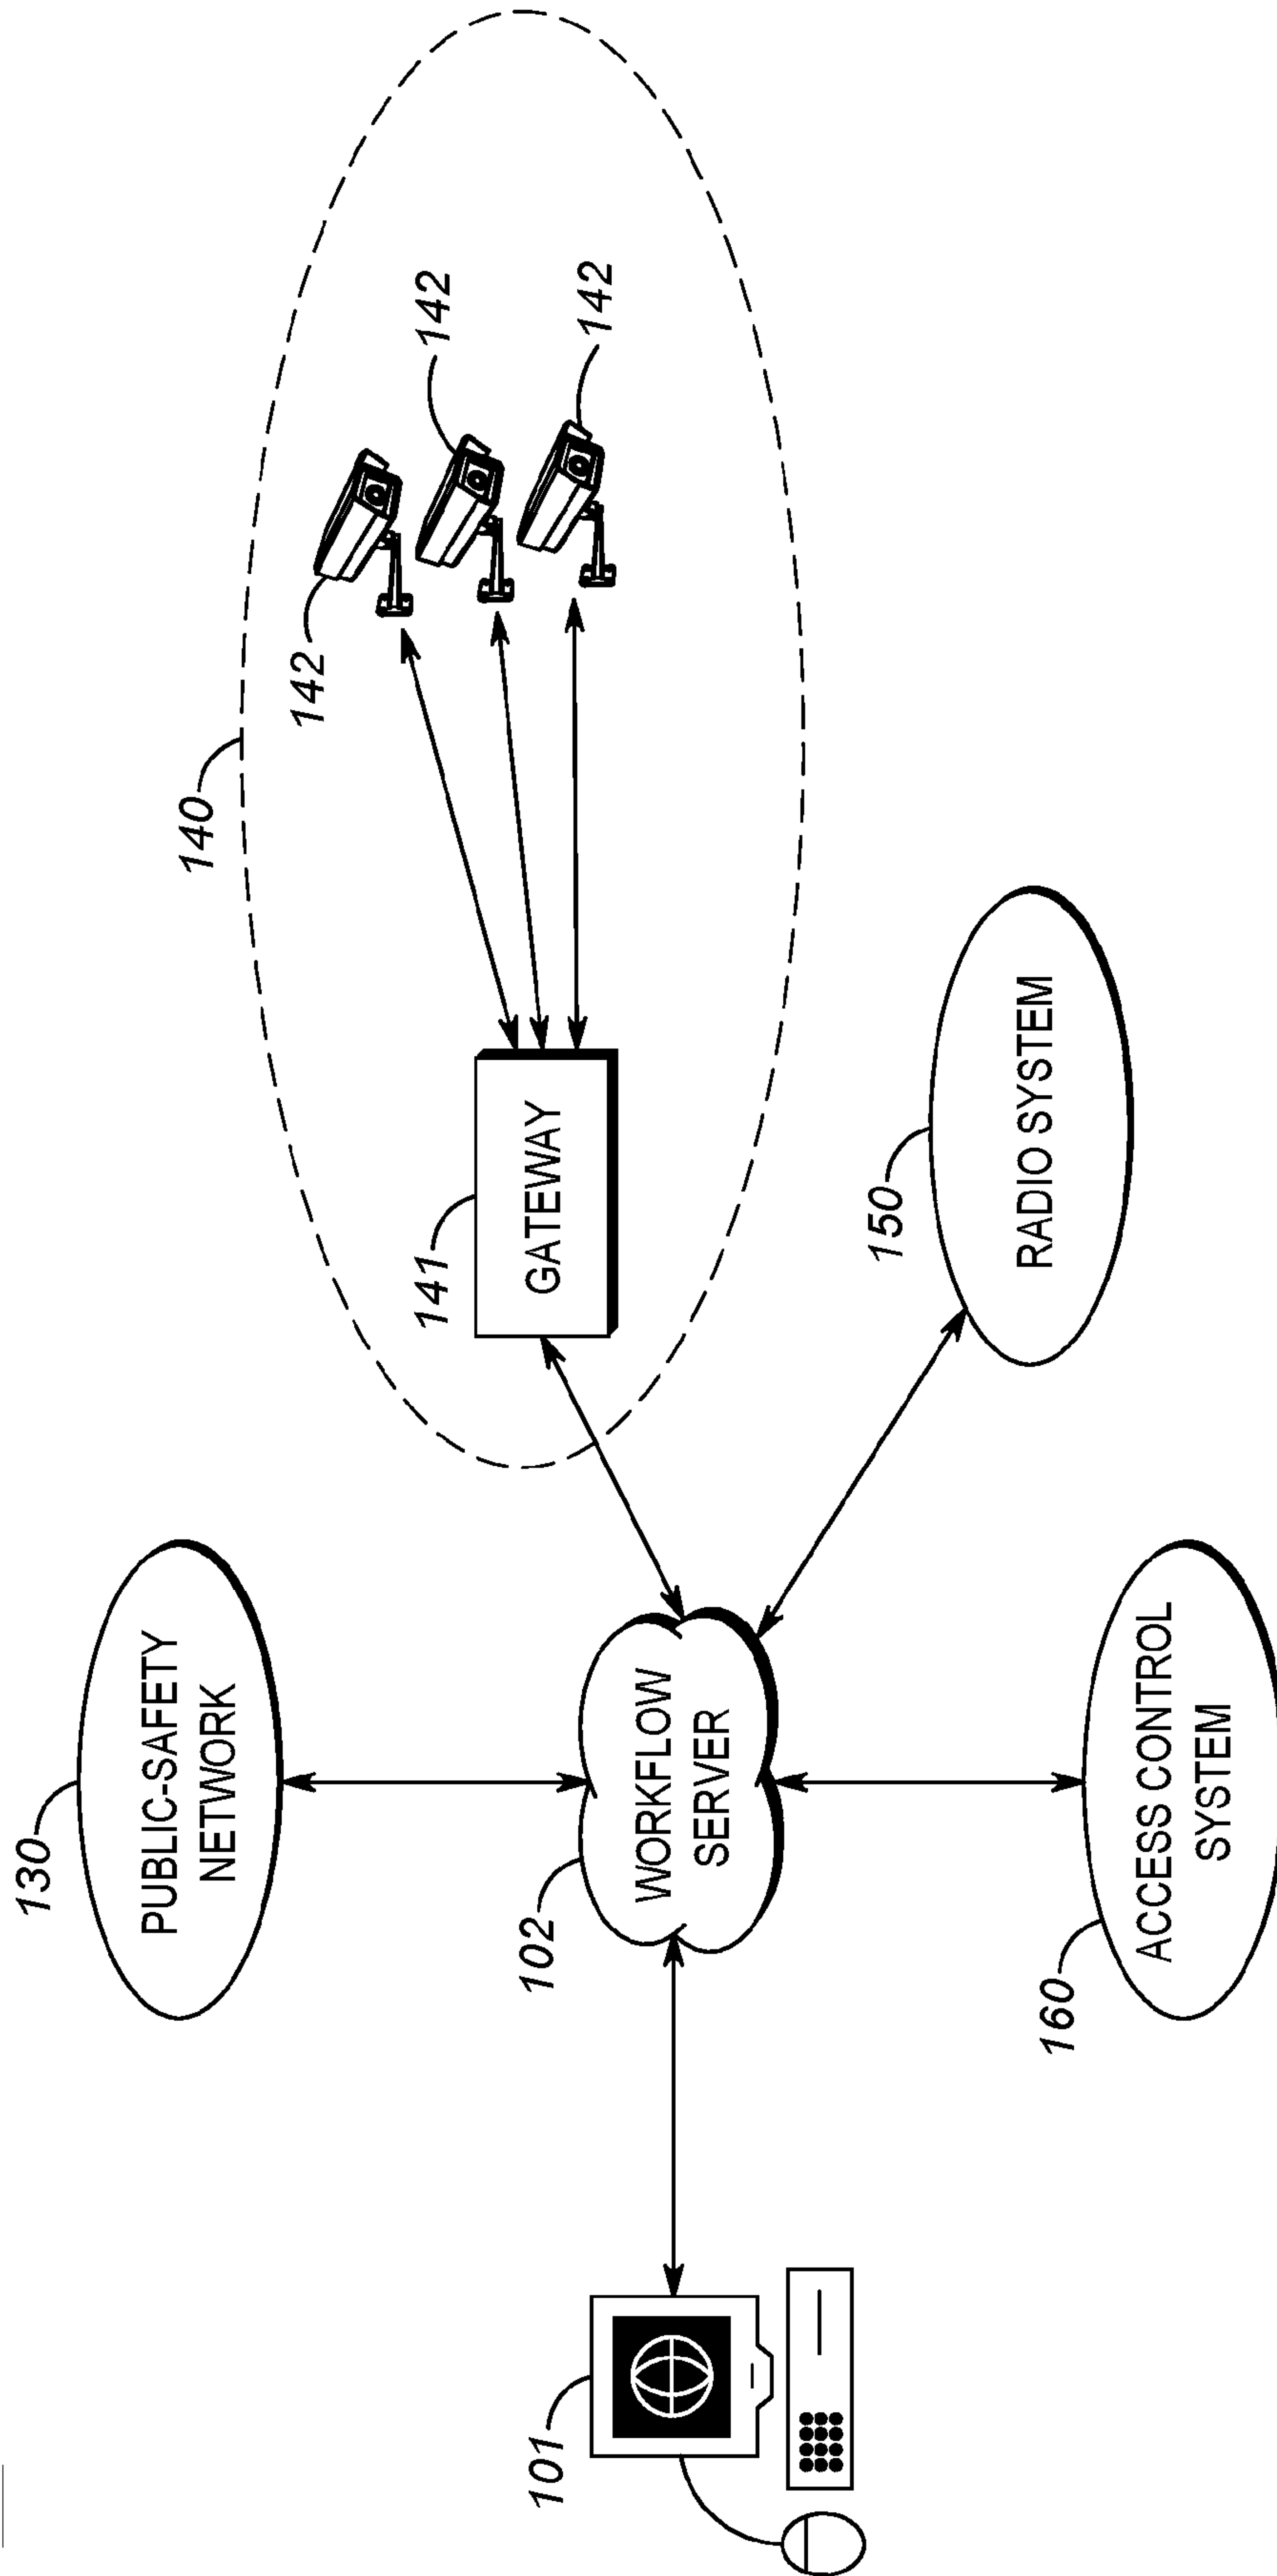 130
PUBLIC-SAFETY
NETWORK
140
142
142
142
141
GATEWAY
101
102
WORKFLOW
SERVER
150
RADIO SYSTEM
160
ACCESS CONTROL
SYSTEM